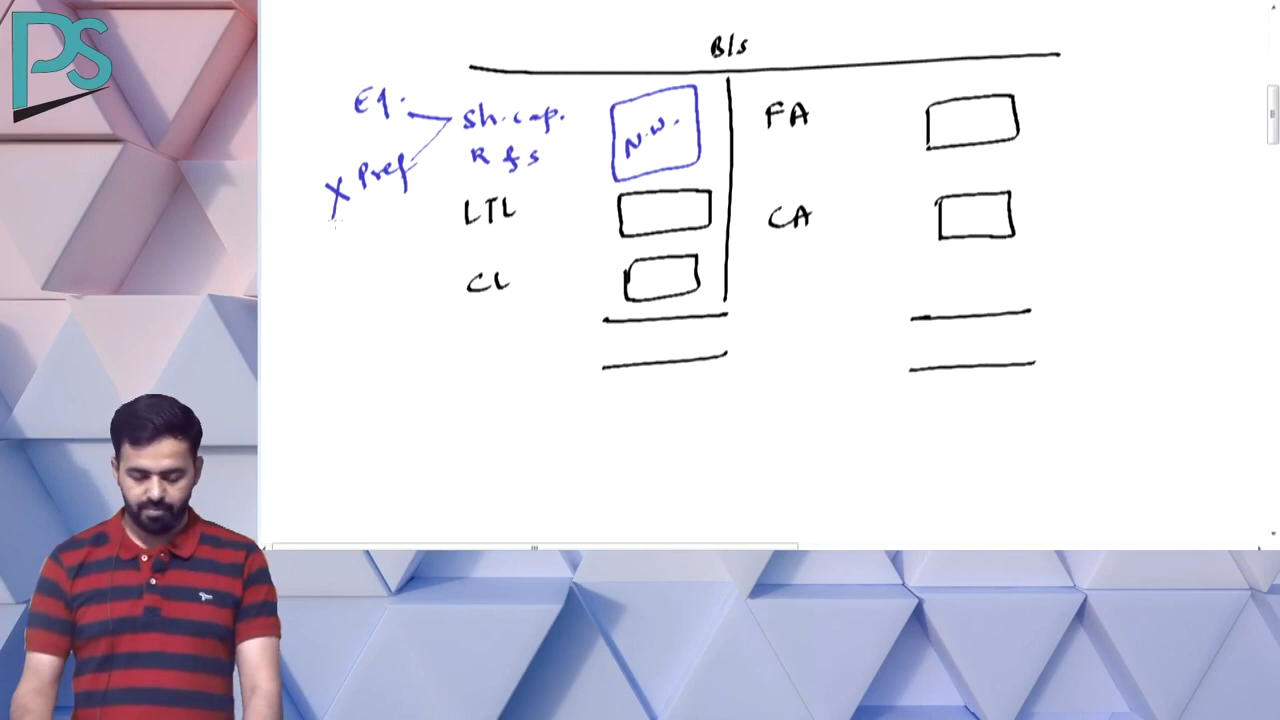 PS
B/s
Eq.
Sh. cap.
N.W.
FA
X Pref
R & S
LTL
CA
CL